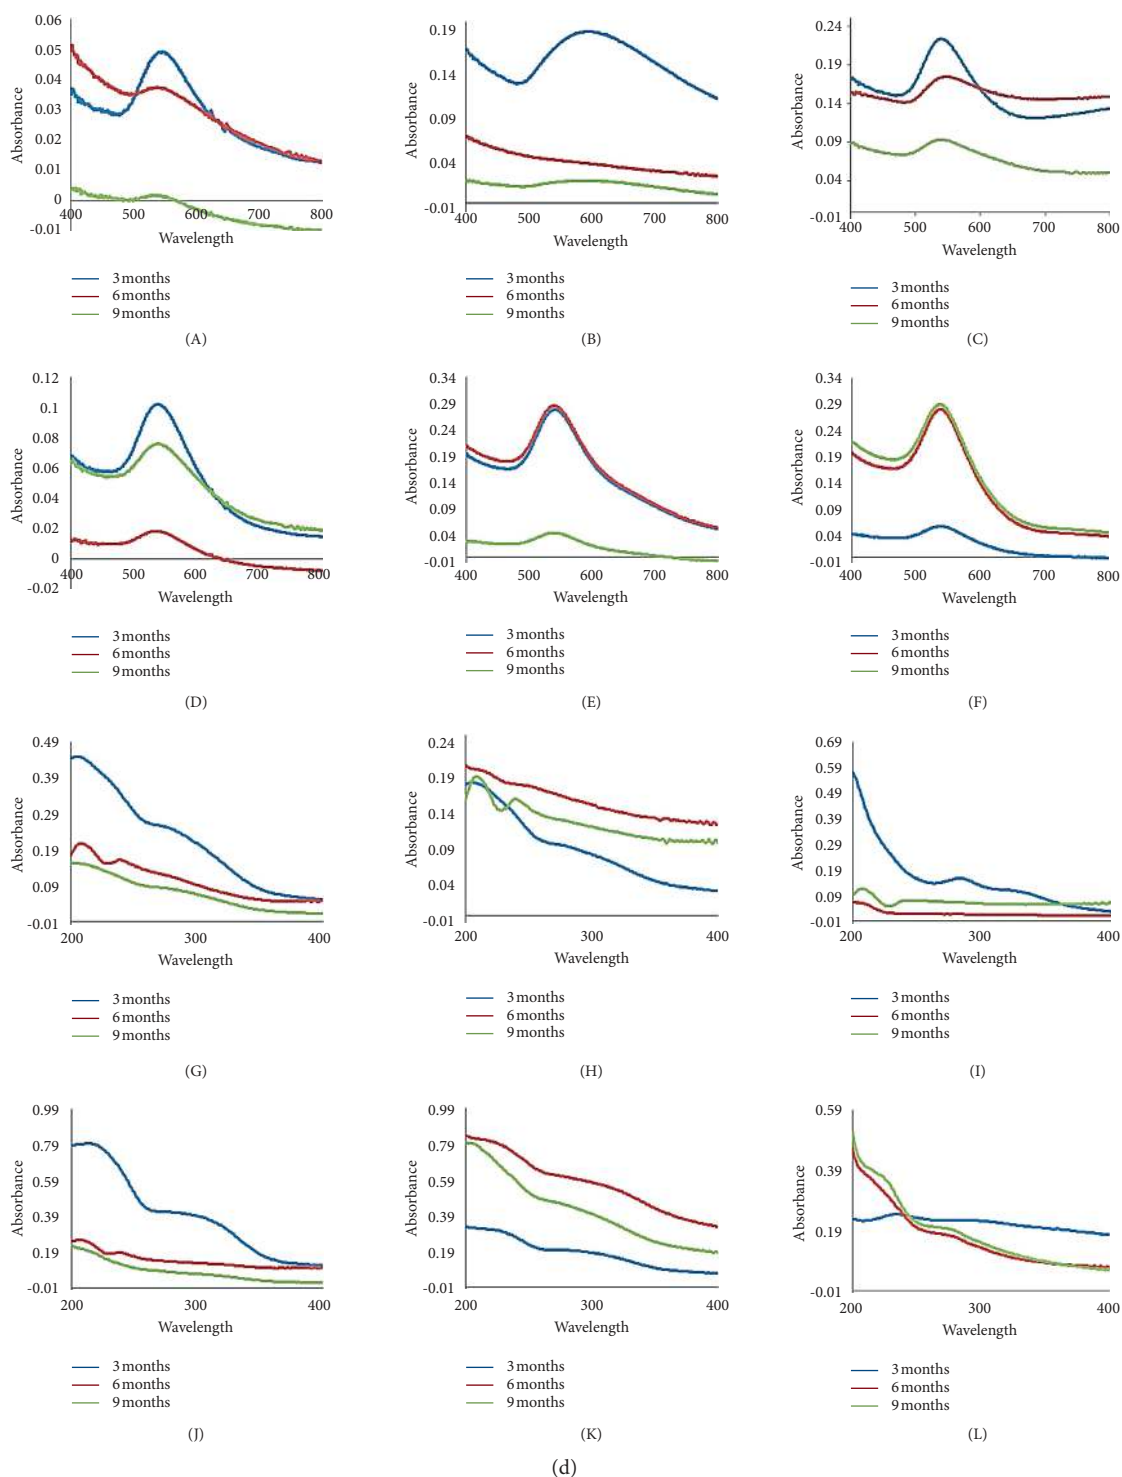 Absorbance
0.06
0.05
0.04
0.03
0.02
0.01
0
-0.01
400 500 600 700 800
Wavelength
3 months
6 months
9 months
(A)
Absorbance
0.19
0.14
0.09
0.04
-0.01
400 500 600 700 800
Wavelength
3 months
6 months
9 months
(B)
Absorbance
0.24
0.19
0.14
0.09
0.04
-0.01
400 500 600 700 800
Wavelength
3 months
6 months
9 months
(C)
Absorbance
0.12
0.1
0.08
0.06
0.04
0.02
0
-0.02
400 500 600 700 800
Wavelength
3 months
6 months
9 months
(D)
Absorbance
0.34
0.29
0.24
0.19
0.14
0.09
0.04
-0.01
400 500 600 700 800
Wavelength
3 months
6 months
9 months
(E)
Absorbance
0.34
0.29
0.24
0.19
0.14
0.09
0.04
-0.01
400 500 600 700 800
Wavelength
3 months
6 months
9 months
(F)
Absorbance
0.49
0.39
0.29
0.19
0.09
-0.01
200 300 400
Wavelength
3 months
6 months
9 months
(G)
Absorbance
0.24
0.19
0.14
0.09
0.04
-0.01
200 300 400
Wavelength
3 months
6 months
9 months
(H)
Absorbance
0.69
0.59
0.49
0.39
0.29
0.19
0.09
-0.01
200 300 400
Wavelength
3 months
6 months
9 months
(I)
Absorbance
0.99
0.79
0.59
0.39
0.19
-0.01
200 300 400
Wavelength
3 months
6 months
9 months
(J)
Absorbance
0.99
0.79
0.59
0.39
0.19
-0.01
200 300 400
Wavelength
3 months
6 months
9 months
(K)
Absorbance
0.59
0.39
0.19
-0.01
200 300 400
Wavelength
3 months
6 months
9 months
(L)
(d)